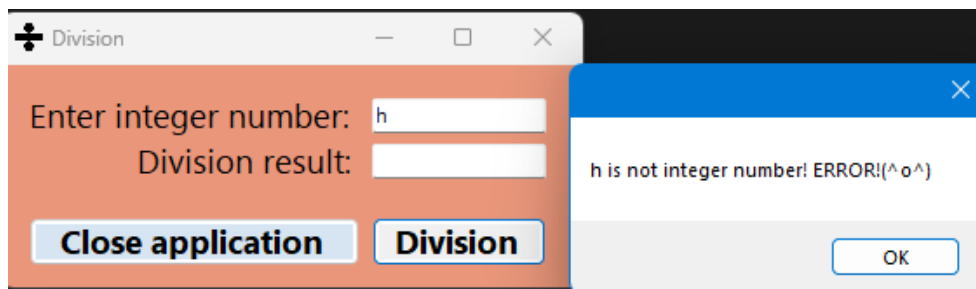 Division
Enter integer number: h
Division result:
Close application Division
h is not integer number! ERROR!(^o^)
OK